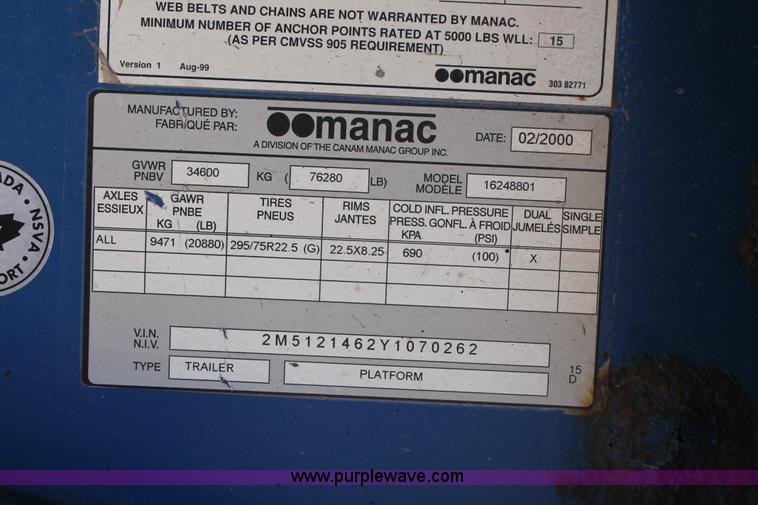 WEB BELTS AND CHAINS ARE NOT WARRANTED BY MANAC.
MINIMUM NUMBER OF ANCHOR POINTS RATED AT 5000 LBS WLL: 15
(AS PER CMVSS 905 REQUIREMENT)
Version 1 Aug-99
manac 303 82771
MANUFACTURED BY:
FABRIQUÉ PAR:
manac
A DIVISION OF THE CANAM MANAC GROUP INC.
DATE: 02/2000
GVWR
PNBV
34600 KG ( 76280 LB)
MODEL
MODÈLE
16248801
AXLES
ESSIEUX
GAWR
PNBE
KG (LB)
TIRES
PNEUS
RIMS
JANTES
COLD INFL. PRESSURE
PRESS. GONFL. À FROID
KPA (PSI)
DUAL
JUMELÉS
SINGLE
SIMPLE
ALL 9471 (20880) 295/75R22.5 (G) 22.5X8.25 690 (100) X
V.I.N.
N.I.V.
2M5121462Y1070262
TYPE TRAILER PLATFORM
15
D
ADA • NSVA
ORT •
www.purplewave.com